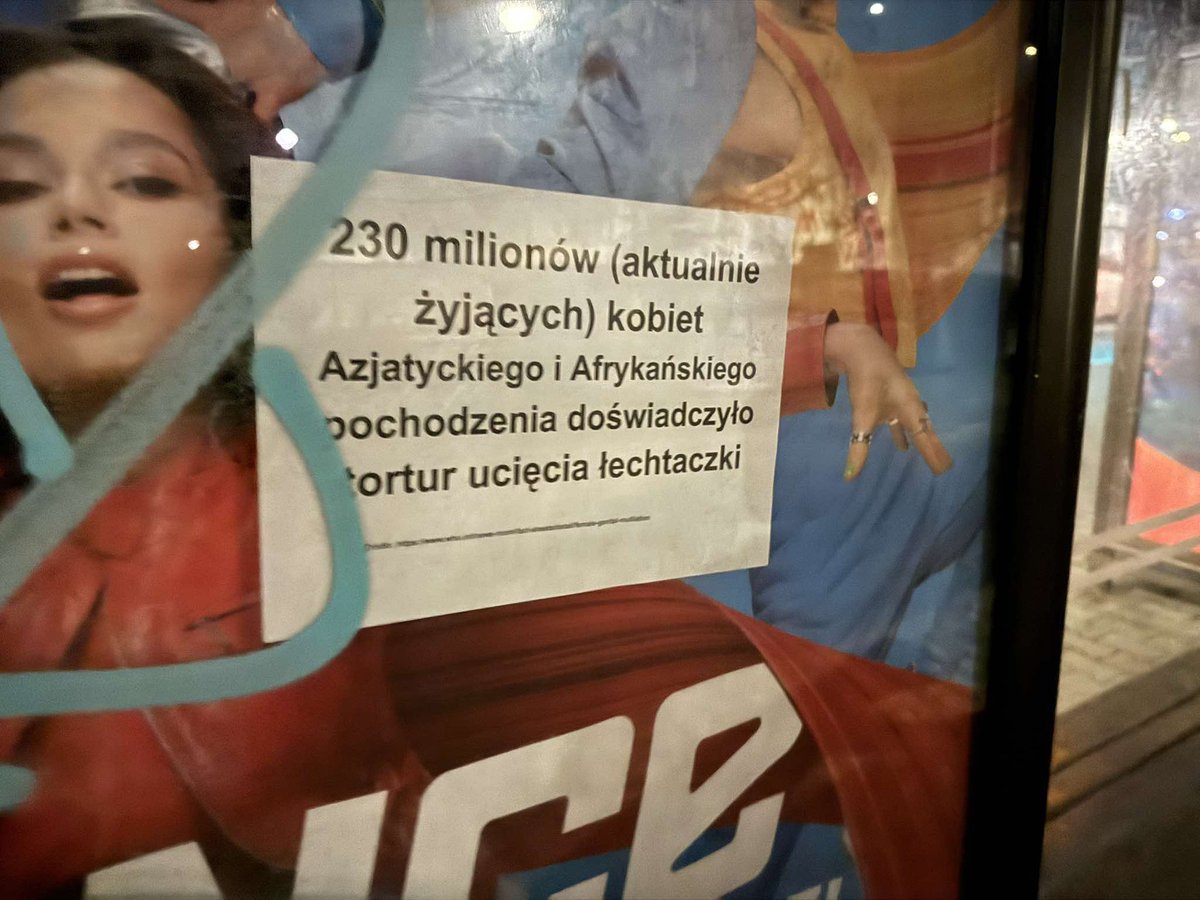 230 milionów (aktualnie
żyjących) kobiet
Azjatyckiego i Afrykańskiego
pochodzenia doświadczyło
tortur ucięcia łechtaczki